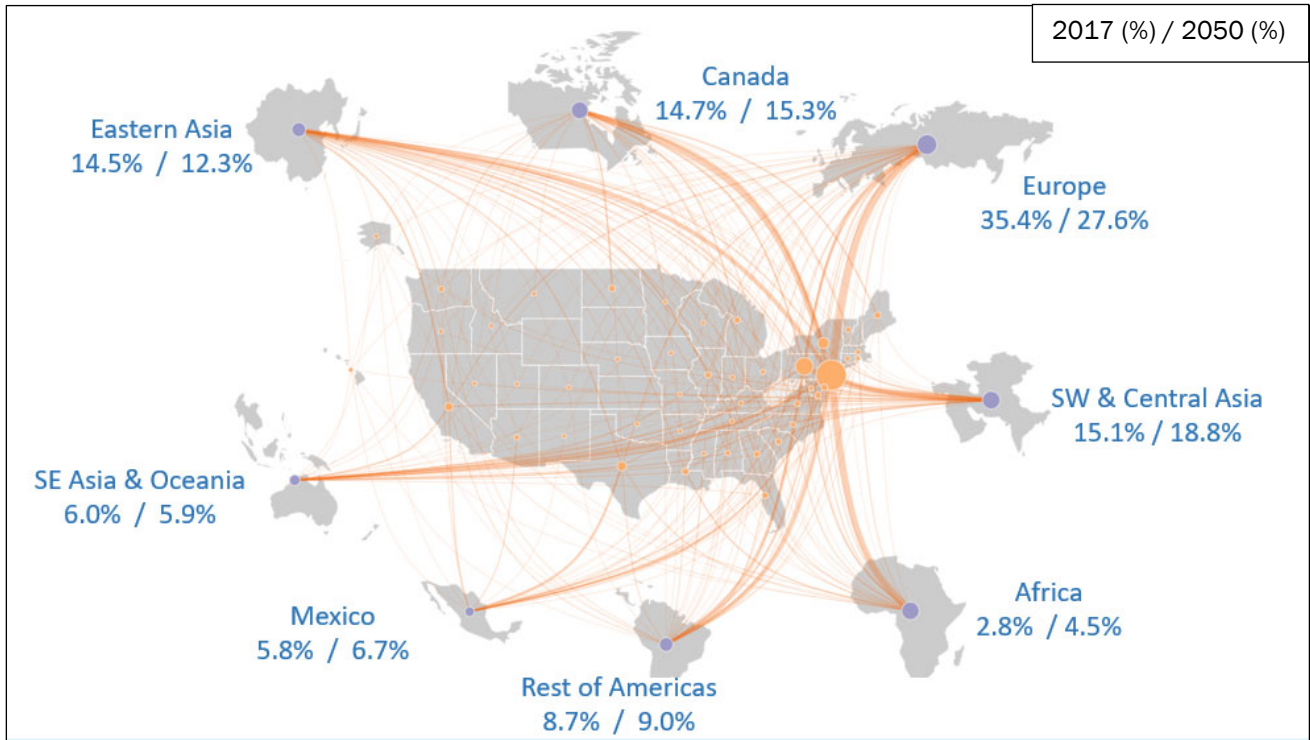 2017 (%) / 2050 (%)
Canada
14.7% / 15.3%
Eastern Asia
14.5% / 12.3%
Europe
35.4% / 27.6%
SW & Central Asia
15.1% / 18.8%
SE Asia & Oceania
6.0% / 5.9%
Africa
2.8% / 4.5%
Mexico
5.8% / 6.7%
Rest of Americas
8.7% / 9.0%